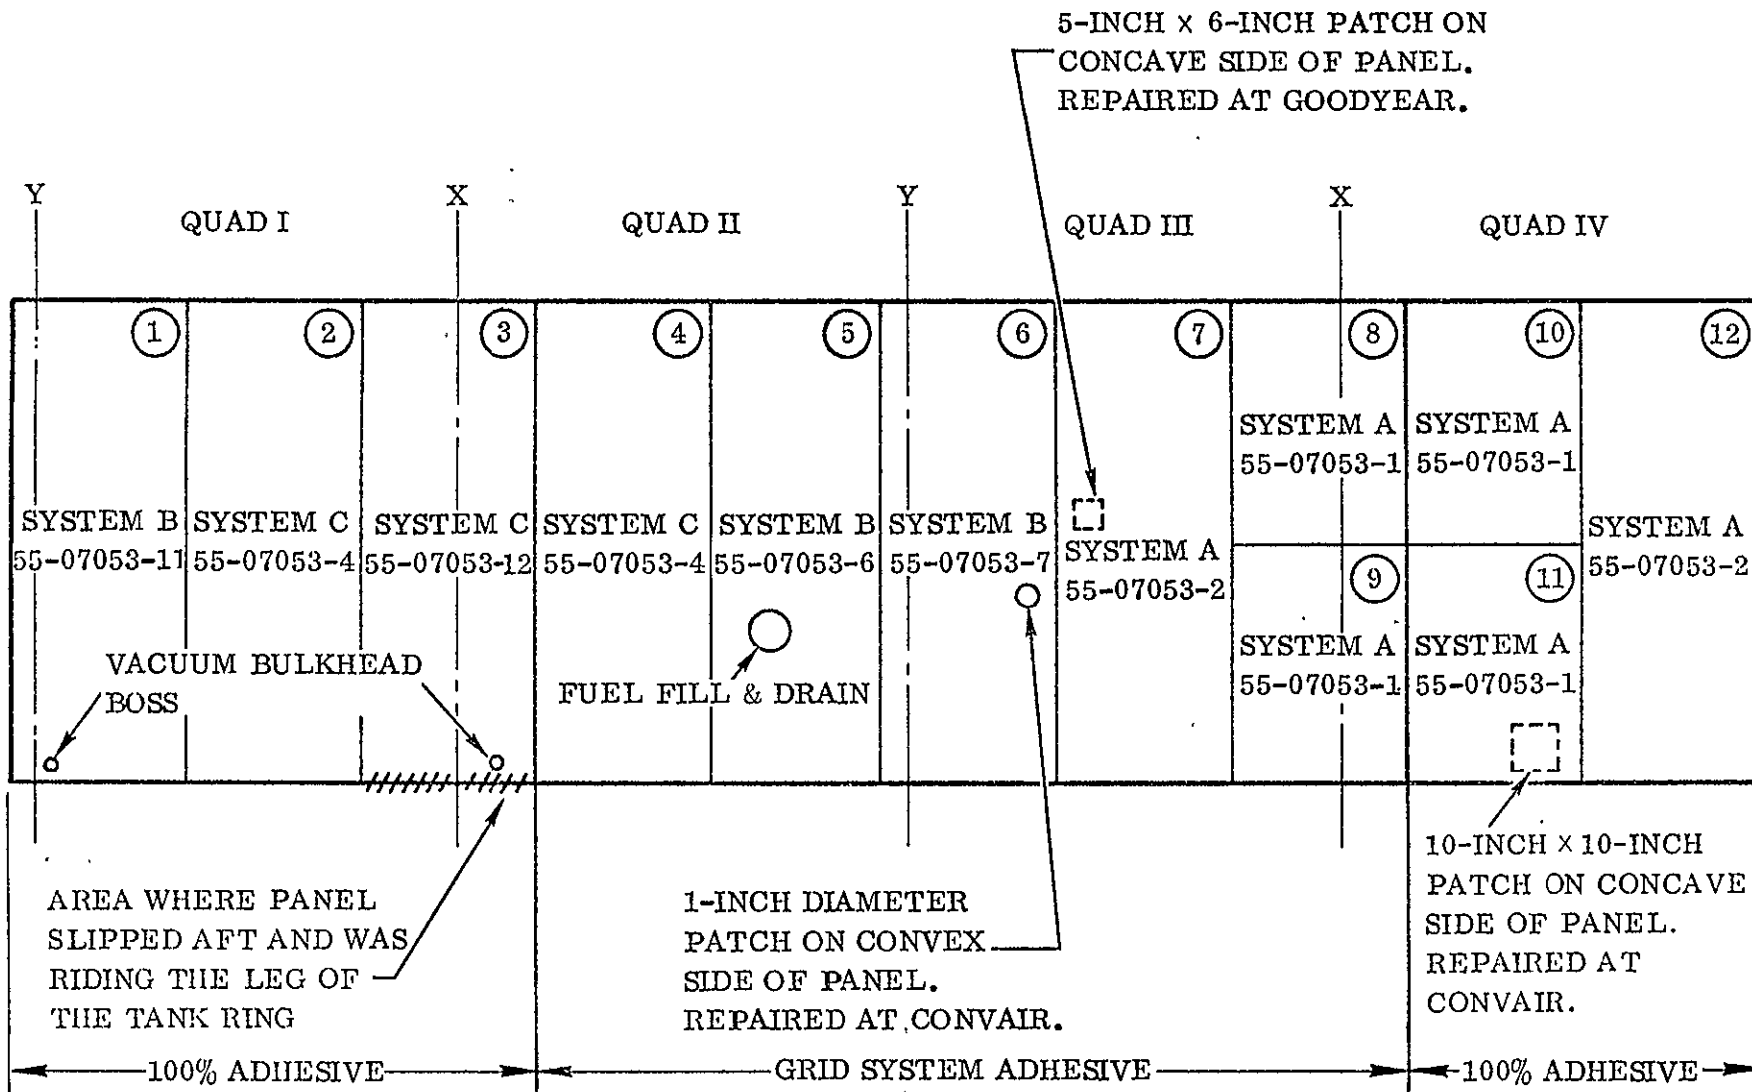 5-INCH × 6-INCH PATCH ON
CONCAVE SIDE OF PANEL.
REPAIRED AT GOODYEAR.
Y
X
Y
X
QUAD I
QUAD II
QUAD III
QUAD IV
1
2
3
4
5
6
7
8
10
12
SYSTEM A
55-07053-1
SYSTEM A
55-07053-1
SYSTEM B
55-07053-11
SYSTEM C
55-07053-4
SYSTEM C
55-07053-12
SYSTEM C
55-07053-4
SYSTEM B
55-07053-6
SYSTEM B
55-07053-7
SYSTEM A
55-07053-2
SYSTEM A
55-07053-2
9
11
SYSTEM A
55-07053-1
SYSTEM A
55-07053-1
VACUUM BULKHEAD
BOSS
FUEL FILL & DRAIN
AREA WHERE PANEL
SLIPPED AFT AND WAS
RIDING THE LEG OF
THE TANK RING
1-INCH DIAMETER
PATCH ON CONVEX
SIDE OF PANEL.
REPAIRED AT CONVAIR.
10-INCH × 10-INCH
PATCH ON CONCAVE
SIDE OF PANEL.
REPAIRED AT
CONVAIR.
100% ADHESIVE
GRID SYSTEM ADHESIVE
100% ADHESIVE